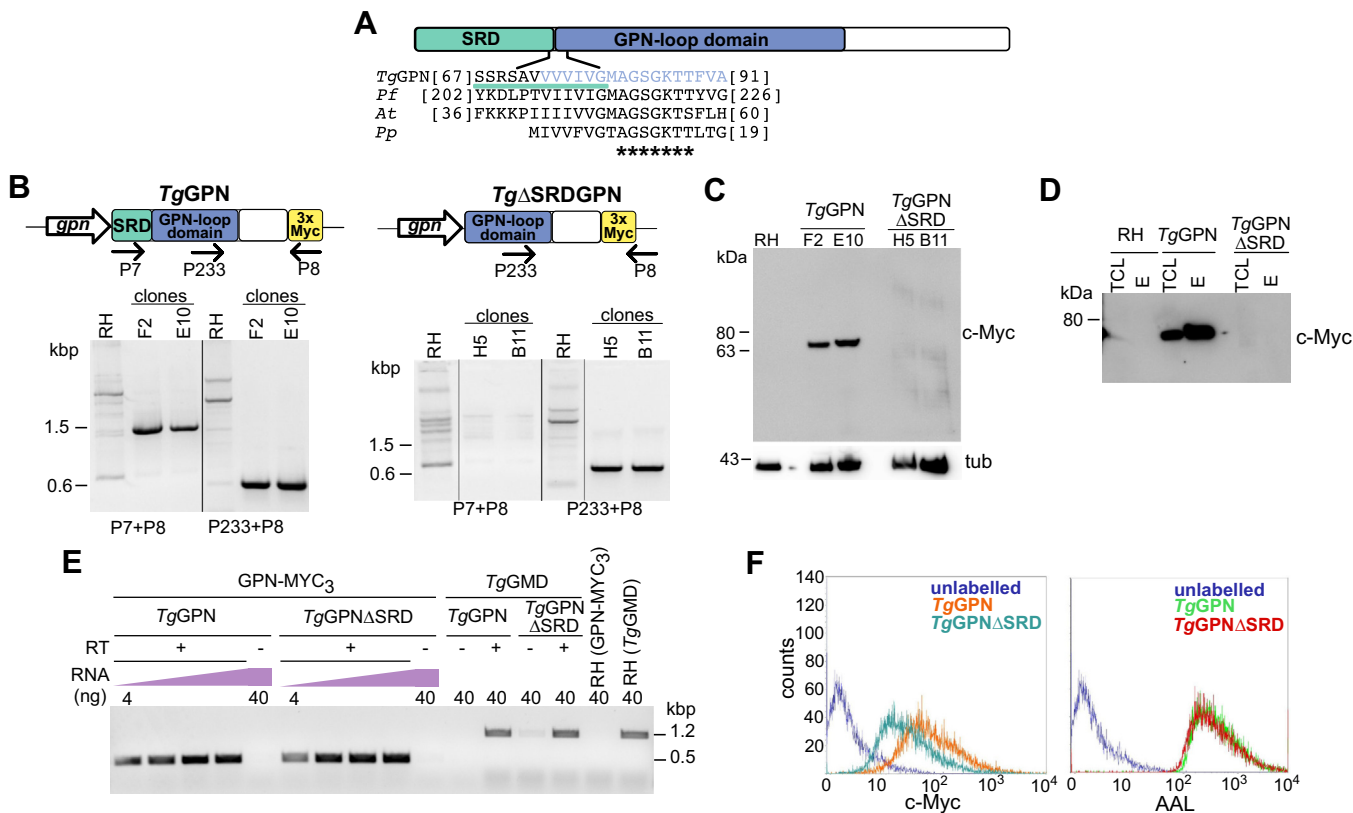 A
SRD GPN-loop domain
TgGPN[67]SSRSAVVVVIVGMAGSGKTTFVA[91]
Pf [202]YKDLPTVIIVIGMAGSGKTTYVG[226]
At [36]FKKKPIIIIVVGMAGSGKTSFLH[60]
Pp MIVVFVGTAGSGKTTLTG[19]
*******
B
TgGPN
gpn SRD GPN-loop domain 3x Myc
P7 P233 P8
clones clones
RH F2 E10 RH F2 E10
kbp
1.5
0.6
P7+P8 P233+P8
TgΔSRDGPN
gpn GPN-loop domain 3x Myc
P233 P8
clones clones
RH H5 B11 RH H5 B11
kbp
1.5
0.6
P7+P8 P233+P8
C
TgGPN TgGPN ΔSRD
RH F2 E10 H5 B11
kDa
80
63
c-Myc
43
tub
D
RH TgGPN TgGPN ΔSRD
TCL E TCL E TCL E
kDa
80
c-Myc
E
GPN-MYC3 TgGMD
TgGPN TgGPNΔSRD TgGPN TgGPN ΔSRD RH (GPN-MYC3) RH (TgGMD)
RT + - + - - + - +
RNA
(ng) 4 40 4 40 40 40 40 40 40 40
kbp
1.2
0.5
F
140
120
100
80
60
40
20
counts
unlabelled
TgGPN
TgGPNΔSRD
0 10 10² 10³ 10⁴
c-Myc
unlabelled
TgGPN
TgGPNΔSRD
0 10 10² 10³ 10⁴
AAL